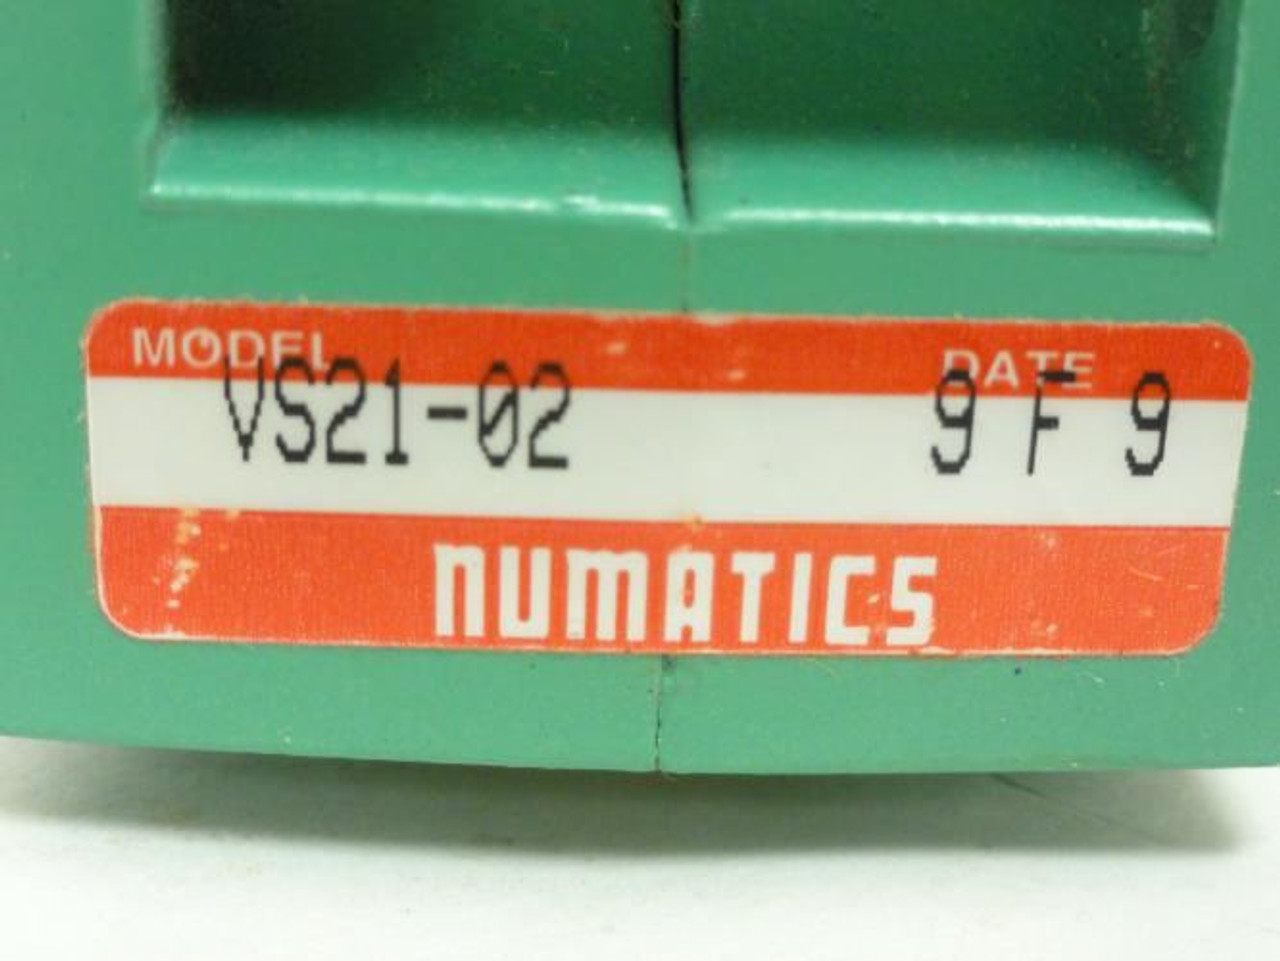 MODEL DATE
VS21-02 9 F 9
NUMATICS